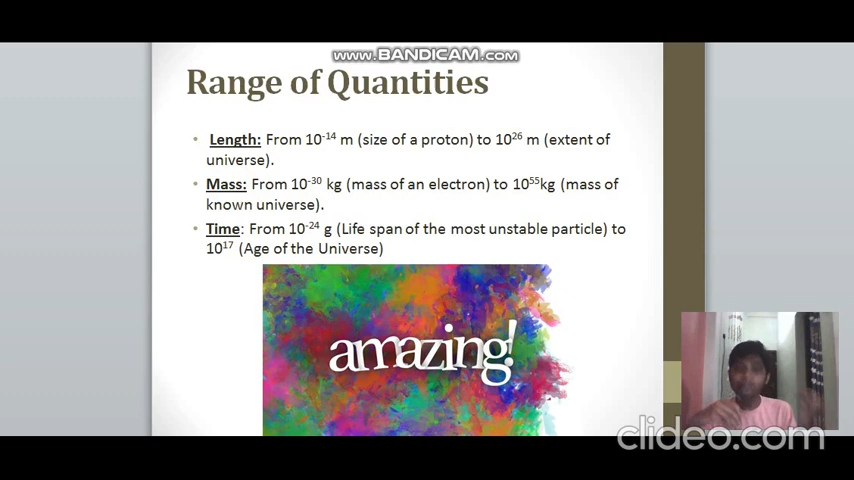 www.BANDICAM.com
Range of Quantities
• Length: From 10⁻¹⁴ m (size of a proton) to 10²⁶ m (extent of
universe).
• Mass: From 10⁻³⁰ kg (mass of an electron) to 10⁵⁵kg (mass of
known universe).
• Time: From 10⁻²⁴ g (Life span of the most unstable particle) to
10¹⁷ (Age of the Universe)
amazing!
clideo.com